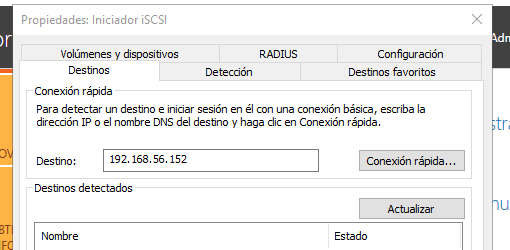 Propiedades: Iniciador iSCSI
Volúmenes y dispositivos RADIUS Configuración
Destinos Detección Destinos favoritos
Conexión rápida
Para detectar un destino e iniciar sesión en él con una conexión básica, escriba la
dirección IP o el nombre DNS del destino y haga clic en Conexión rápida.
Destino: 192.168.56.152 Conexión rápida...
Destinos detectados
Actualizar
Nombre Estado